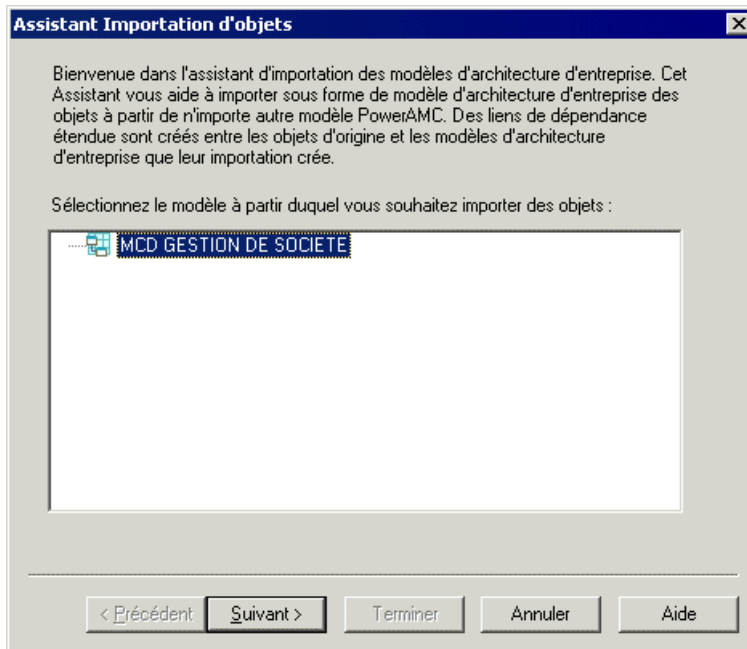 Assistant Importation d'objets
Bienvenue dans l'assistant d'importation des modèles d'architecture d'entreprise. Cet
Assistant vous aide à importer sous forme de modèle d'architecture d'entreprise des
objets à partir de n'importe autre modèle PowerAMC. Des liens de dépendance
étendue sont créés entre les objets d'origine et les modèles d'architecture
d'entreprise que leur importation crée.
Sélectionnez le modèle à partir duquel vous souhaitez importer des objets :
MCD GESTION DE SOCIETE
< Précédent Suivant > Terminer Annuler Aide